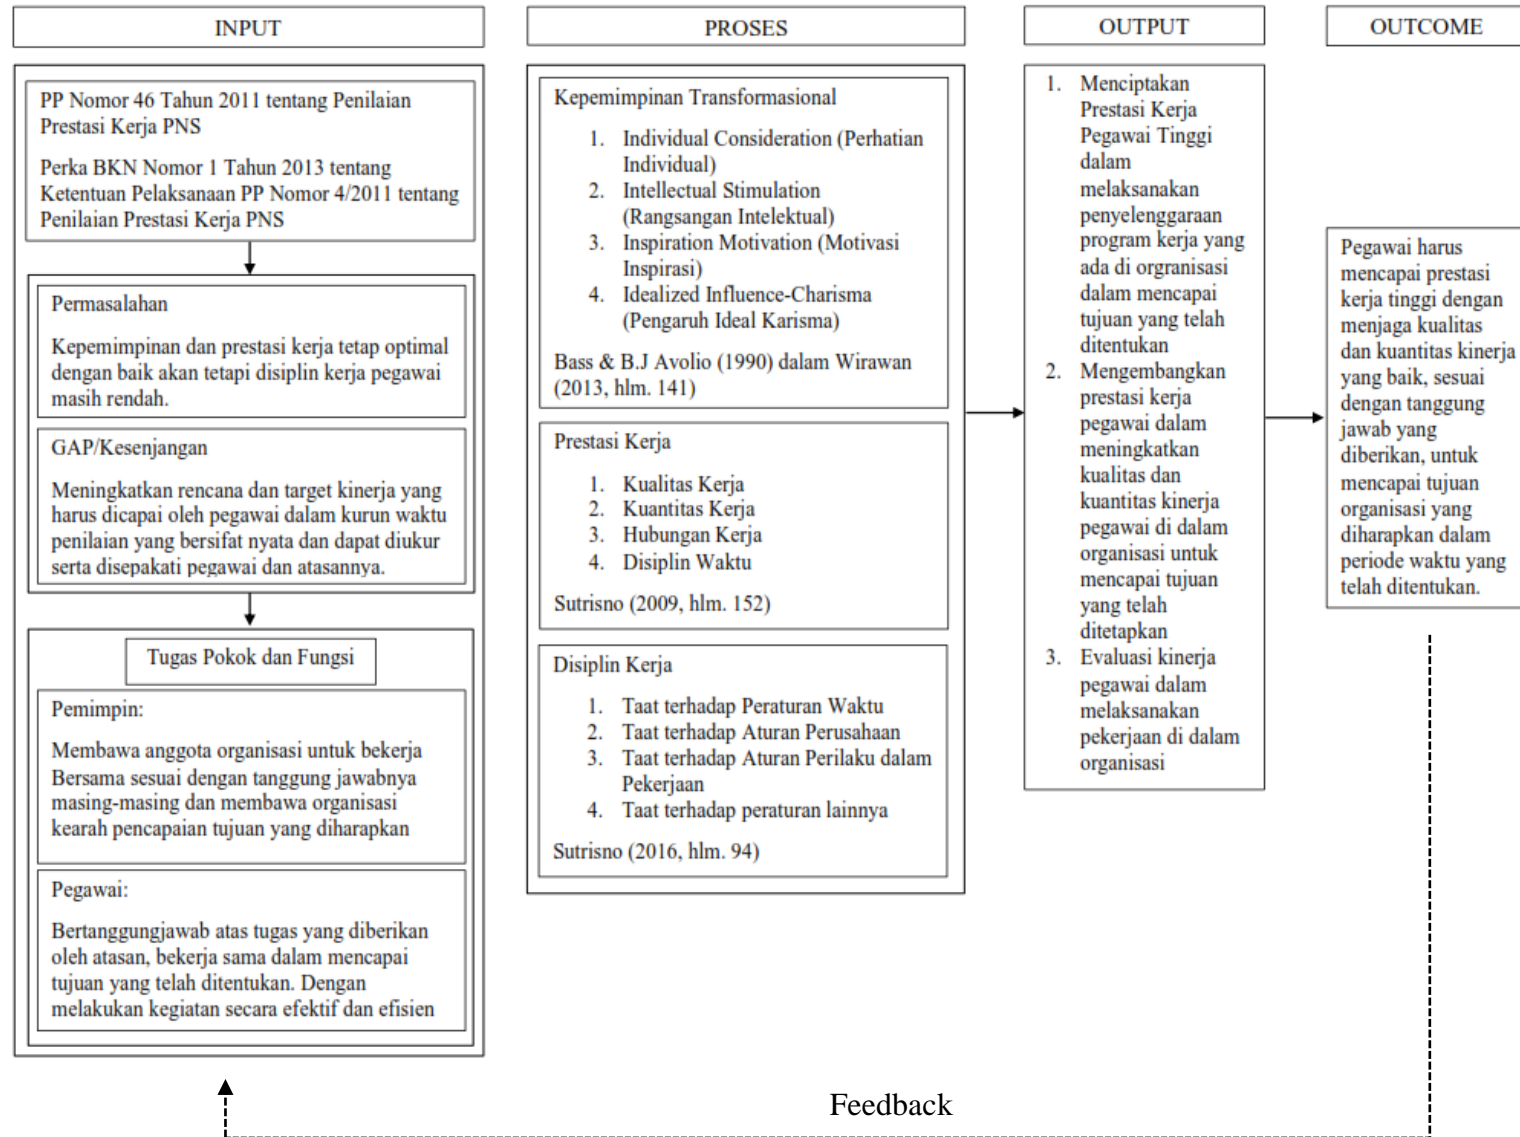 INPUT
PP Nomor 46 Tahun 2011 tentang Penilaian
Prestasi Kerja PNS
Perka BKN Nomor 1 Tahun 2013 tentang
Ketentuan Pelaksanaan PP Nomor 4/2011 tentang
Penilaian Prestasi Kerja PNS
Permasalahan
Kepemimpinan dan prestasi kerja tetap optimal
dengan baik akan tetapi disiplin kerja pegawai
masih rendah.
GAP/Kesenjangan
Meningkatkan rencana dan target kinerja yang
harus dicapai oleh pegawai dalam kurun waktu
penilaian yang bersifat nyata dan dapat diukur
serta disepakati pegawai dan atasannya.
Tugas Pokok dan Fungsi
Pemimpin:
Membawa anggota organisasi untuk bekerja
Bersama sesuai dengan tanggung jawabnya
masing-masing dan membawa organisasi
kearah pencapaian tujuan yang diharapkan
Pegawai:
Bertanggungjawab atas tugas yang diberikan
oleh atasan, bekerja sama dalam mencapai
tujuan yang telah ditentukan. Dengan
melakukan kegiatan secara efektif dan efisien
PROSES
Kepemimpinan Transformasional
1. Individual Consideration (Perhatian
Individual)
2. Intellectual Stimulation
(Rangsangan Intelektual)
3. Inspiration Motivation (Motivasi
Inspirasi)
4. Idealized Influence-Charisma
(Pengaruh Ideal Karisma)
Bass & B.J Avolio (1990) dalam Wirawan
(2013, hlm. 141)
Prestasi Kerja
1. Kualitas Kerja
2. Kuantitas Kerja
3. Hubungan Kerja
4. Disiplin Waktu
Sutrisno (2009, hlm. 152)
Disiplin Kerja
1. Taat terhadap Peraturan Waktu
2. Taat terhadap Aturan Perusahaan
3. Taat terhadap Aturan Perilaku dalam
Pekerjaan
4. Taat terhadap peraturan lainnya
Sutrisno (2016, hlm. 94)
OUTPUT
1. Menciptakan
Prestasi Kerja
Pegawai Tinggi
dalam
melaksanakan
penyelenggaraan
program kerja yang
ada di orgranisasi
dalam mencapai
tujuan yang telah
ditentukan
2. Mengembangkan
prestasi kerja
pegawai dalam
meningkatkan
kualitas dan
kuantitas kinerja
pegawai di dalam
organisasi untuk
mencapai tujuan
yang telah
ditetapkan
3. Evaluasi kinerja
pegawai dalam
melaksanakan
pekerjaan di dalam
organisasi
OUTCOME
Pegawai harus
mencapai prestasi
kerja tinggi dengan
menjaga kualitas
dan kuantitas kinerja
yang baik, sesuai
dengan tanggung
jawab yang
diberikan, untuk
mencapai tujuan
organisasi yang
diharapkan dalam
periode waktu yang
telah ditentukan.
Feedback